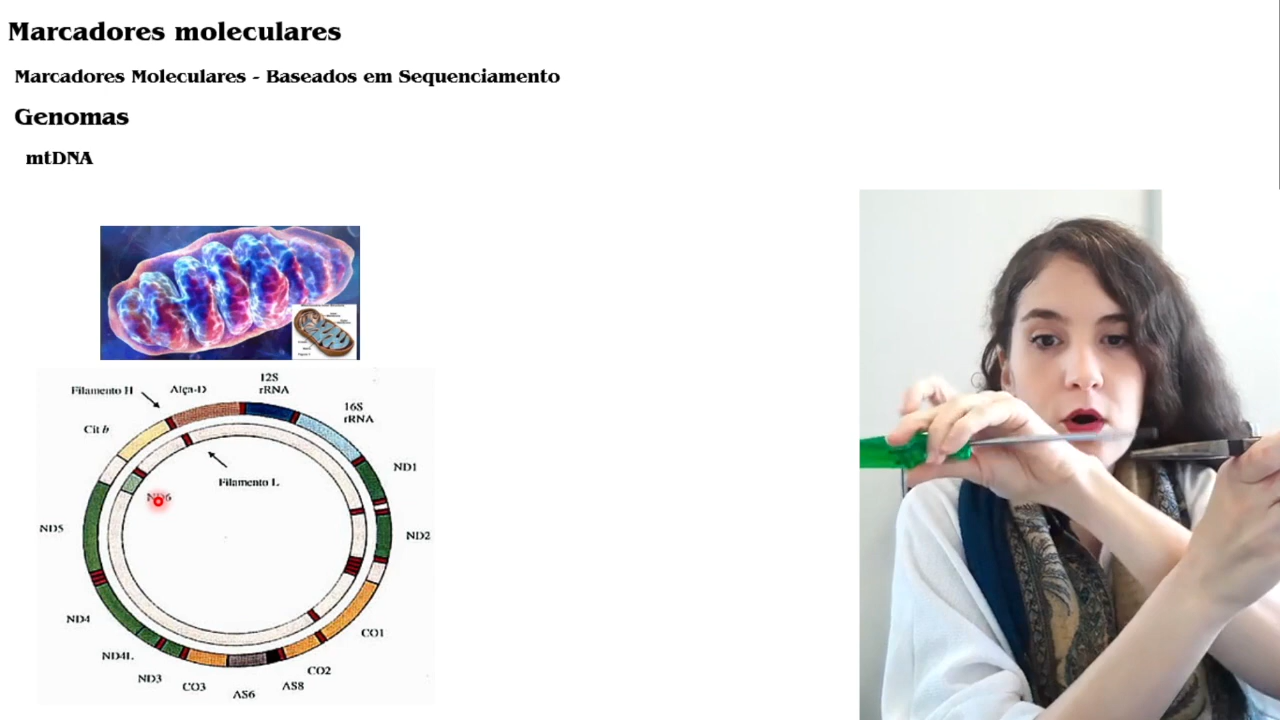 Marcadores moleculares
Marcadores Moleculares - Baseados em Sequenciamento
Genomas
mtDNA
12S
rRNA
Filamento H
Alça-D
16S
rRNA
Cit b
ND1
Filamento L
ND6
ND5
ND2
ND4
CO1
ND4L
CO2
ND3
CO3
AS6
AS8